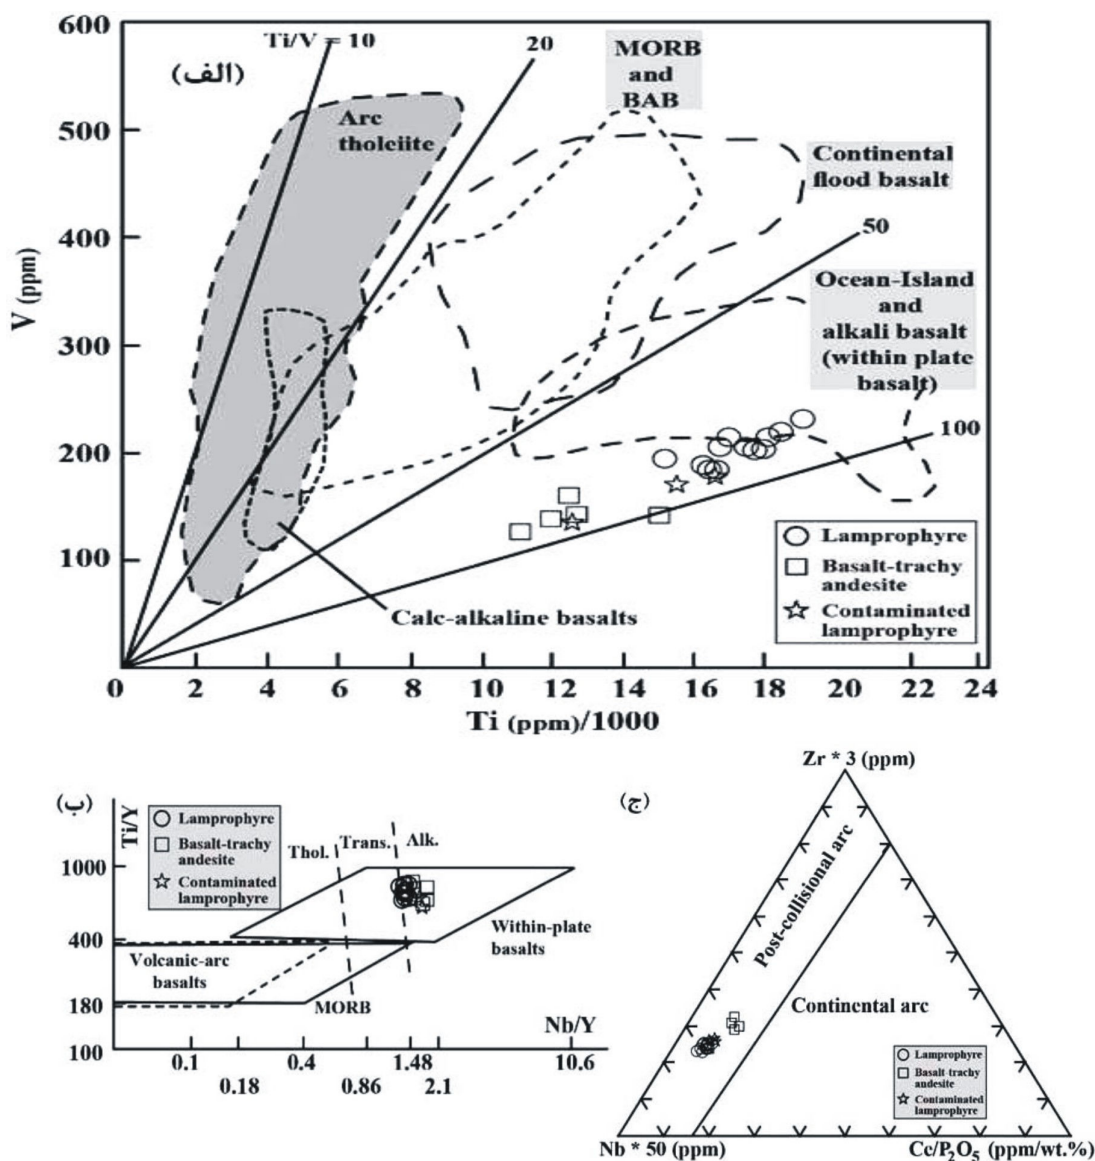 600
500
400
300
200
100
00
V (ppm)
(الف)
Ti/V = 10
20
50
100
Arc
tholeiite
MORB
and
BAB
Continental
flood basalt
Ocean-Island
and
alkali basalt
(within plate
basalt)
Calc-alkaline basalts
Lamprophyre
Basalt-trachy
andesite
Contaminated
lamprophyre
0 2 4 6 8 10 12 14 16 18 20 22 24
Ti (ppm)/1000
(ب)
Ti/Y
1000
400
180
100
Lamprophyre
Basalt-trachy
andesite
Contaminated
lamprophyre
Thol.
Trans.
Alk.
Within-plate
basalts
Volcanic-arc
basalts
MORB
Nb/Y
0.1 0.4 1.48 10.6
0.18 0.86 2.1
(ج)
Zr * 3 (ppm)
Post-collisional arc
Continental arc
Lamprophyre
Basalt-trachy
andesite
Contaminated
lamprophyre
Nb * 50 (ppm)
Cc/P₂O₅ (ppm/wt.%)